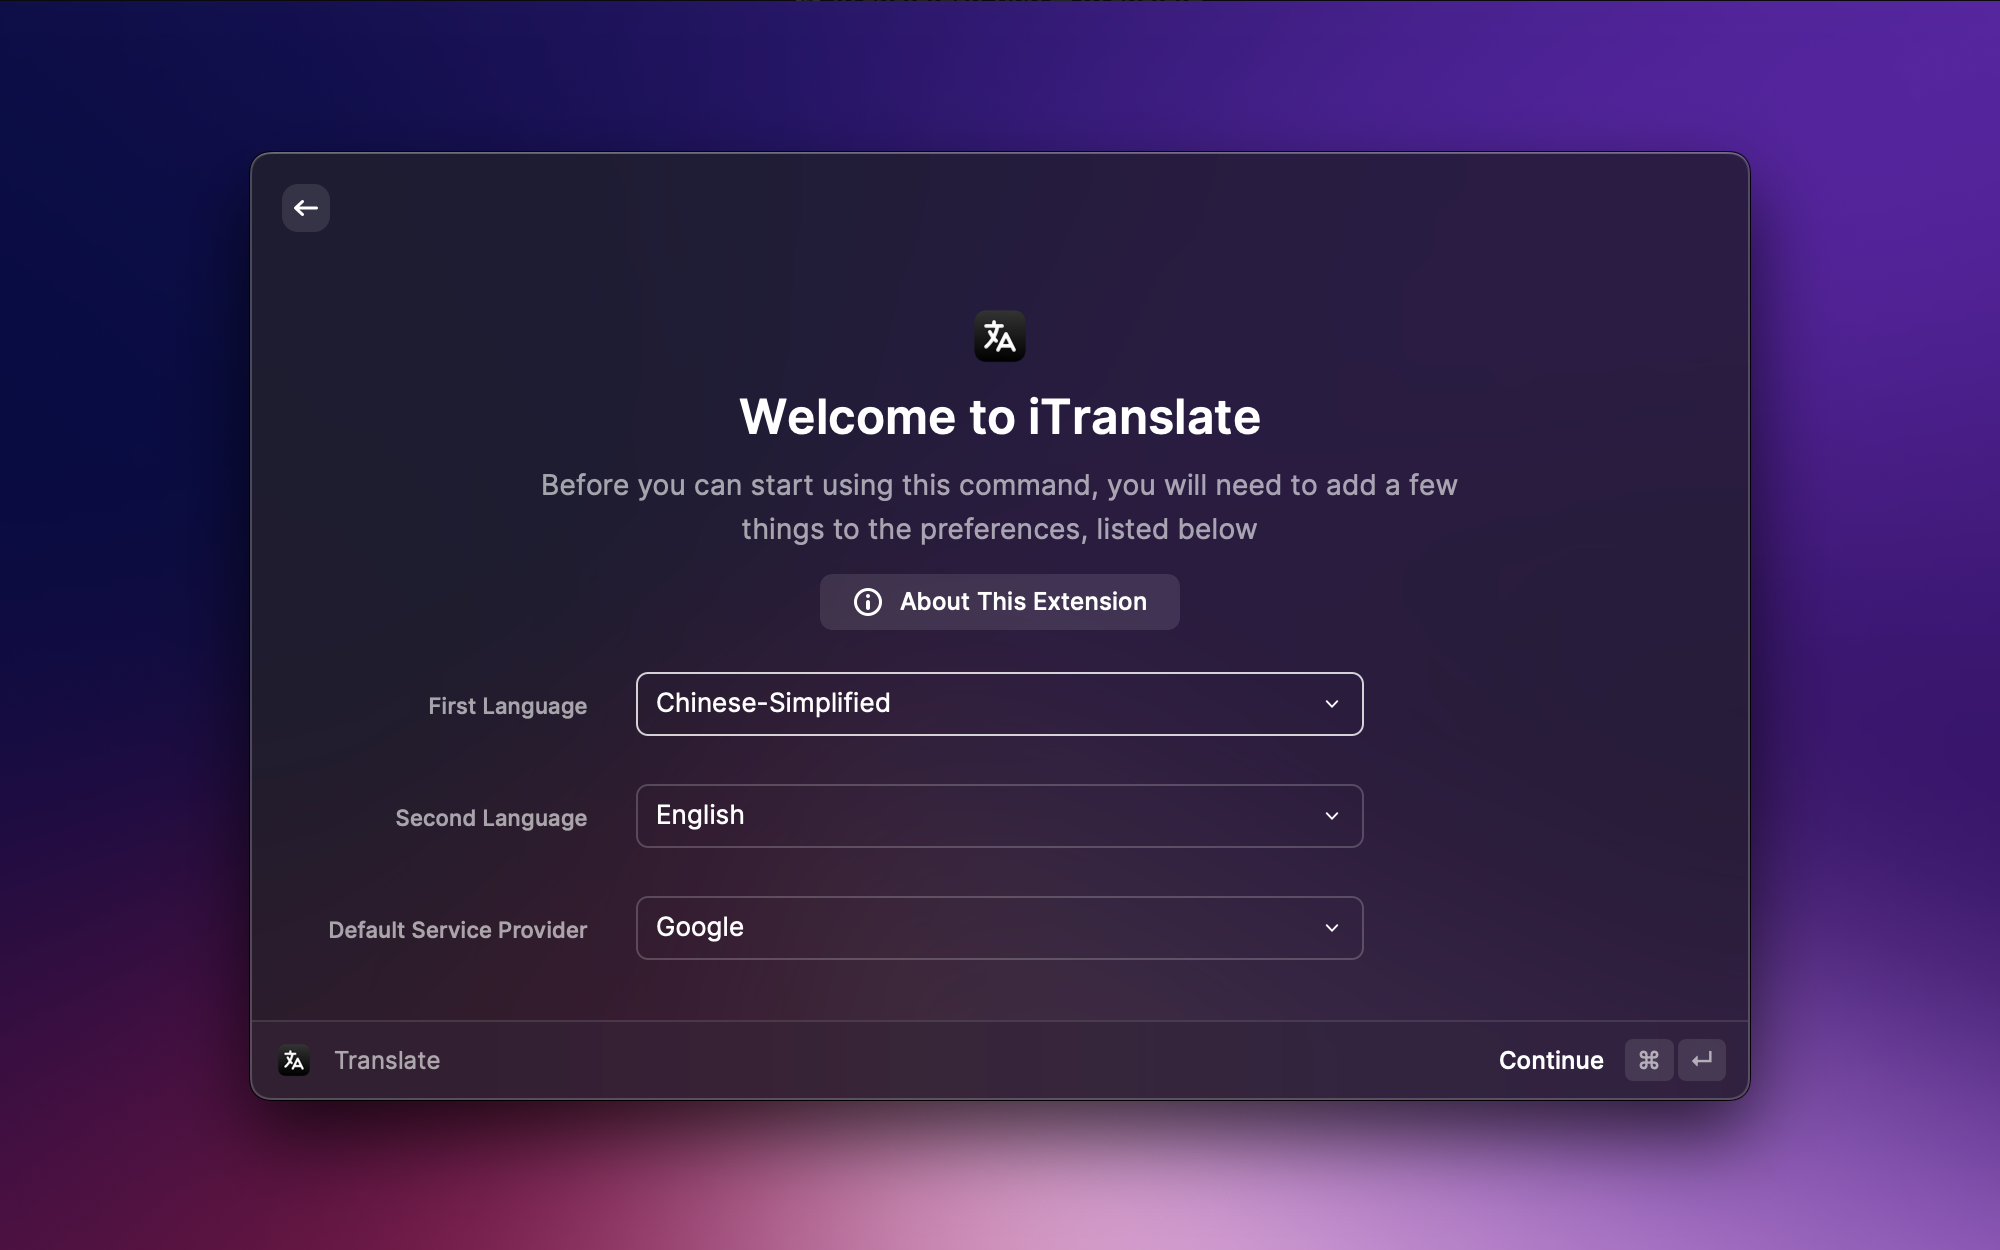 Welcome to iTranslate
Before you can start using this command, you will need to add a few
things to the preferences, listed below
About This Extension
First Language
Chinese-Simplified
Second Language
English
Default Service Provider
Google
Translate
Continue ⌘ ↵